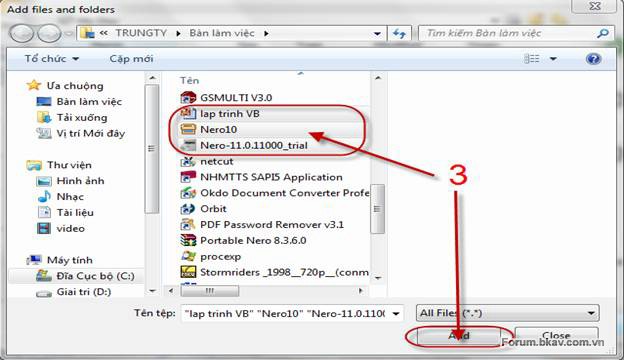 Add files and folders
TRUNGTY ▸ Bàn làm việc ▸
Tìm kiếm Bàn làm việc
Tổ chức
Cặp mới
Ưa chuộng
Bàn làm việc
Tải xuống
Vị trí Mới đây
Thư viện
Hình ảnh
Nhạc
Tài liệu
video
Máy tính
Đĩa Cục bộ (C:)
Giai tri (D:)
Tên
GSMULTI V3.0
lap trinh VB
Nero10
Nero-11.0.11000_trial
netcut
NHMTTS SAPI5 Application
Okdo Document Converter Profe
Orbit
PDF Password Remover v3.1
Portable Nero 8.3.6.0
procexp
Stormriders _1998__720p__(conm
3
Tên tệp:
"lap trinh VB" "Nero10" "Nero-11.0.1100
All Files (*.*)
Add
Close
Forum.bkav.com.vn